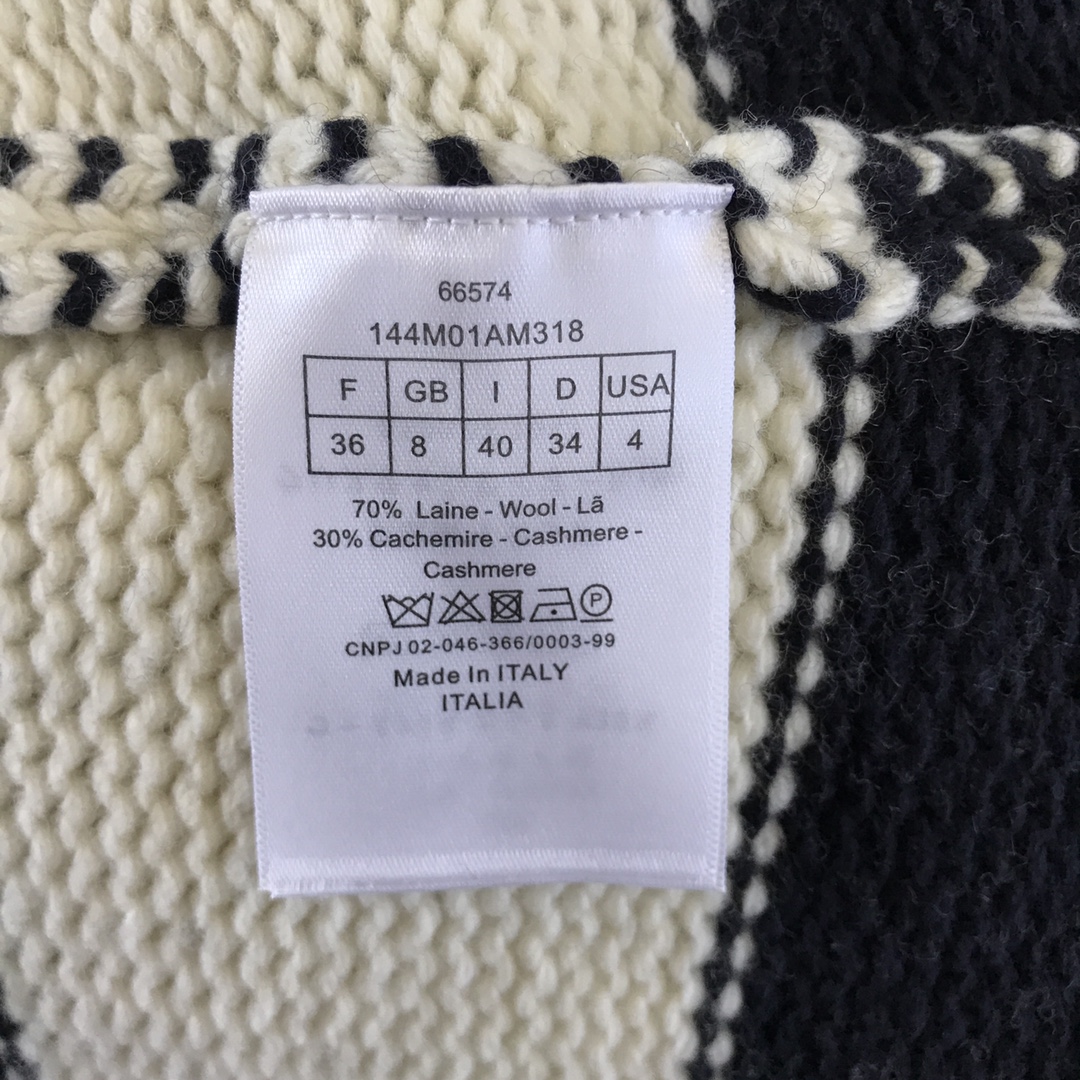 66574
144M01AM318
F GB I D USA
36 8 40 34 4
70% Laine - Wool - Lã
30% Cachemire - Cashmere -
Cashmere
P
CNPJ 02-046-366/0003-99
Made In ITALY
ITALIA